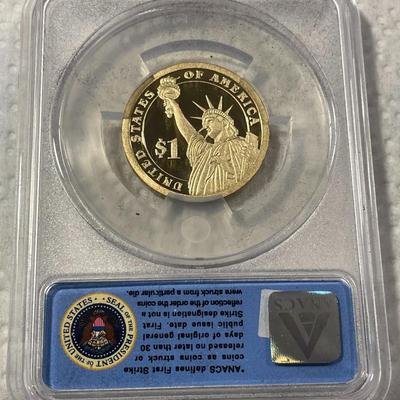 UNITED STATES OF AMERICA
$1
SEAL OF THE PRESIDENT OF THE UNITED STATES
*ANACS defines First Strike
coins as coins struck or
released no later than 30
days of original general
public issue date. First
Strike designation is not
reflection of the order the coins
were struck from a particular die.